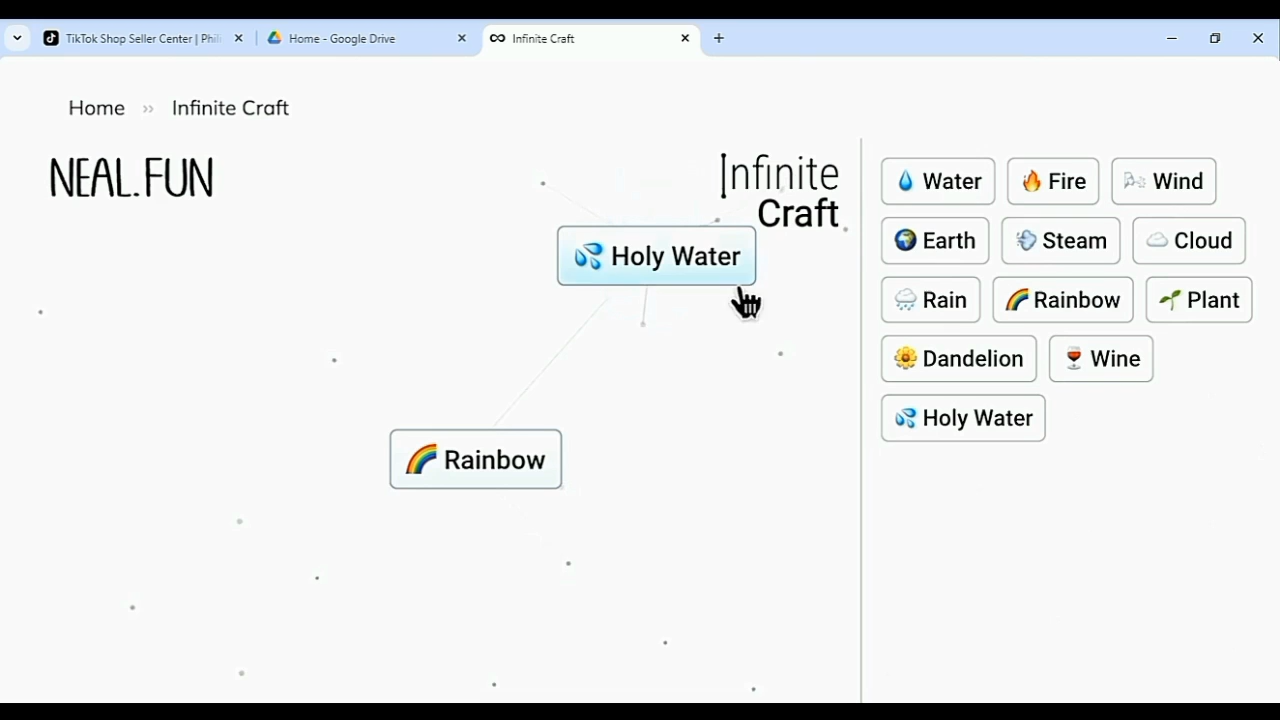 TikTok Shop Seller Center | Phili
Home - Google Drive
Infinite Craft
Home » Infinite Craft
NEAL.FUN
Infinite
Craft
Holy Water
Rainbow
Water
Fire
Wind
Earth
Steam
Cloud
Rain
Rainbow
Plant
Dandelion
Wine
Holy Water